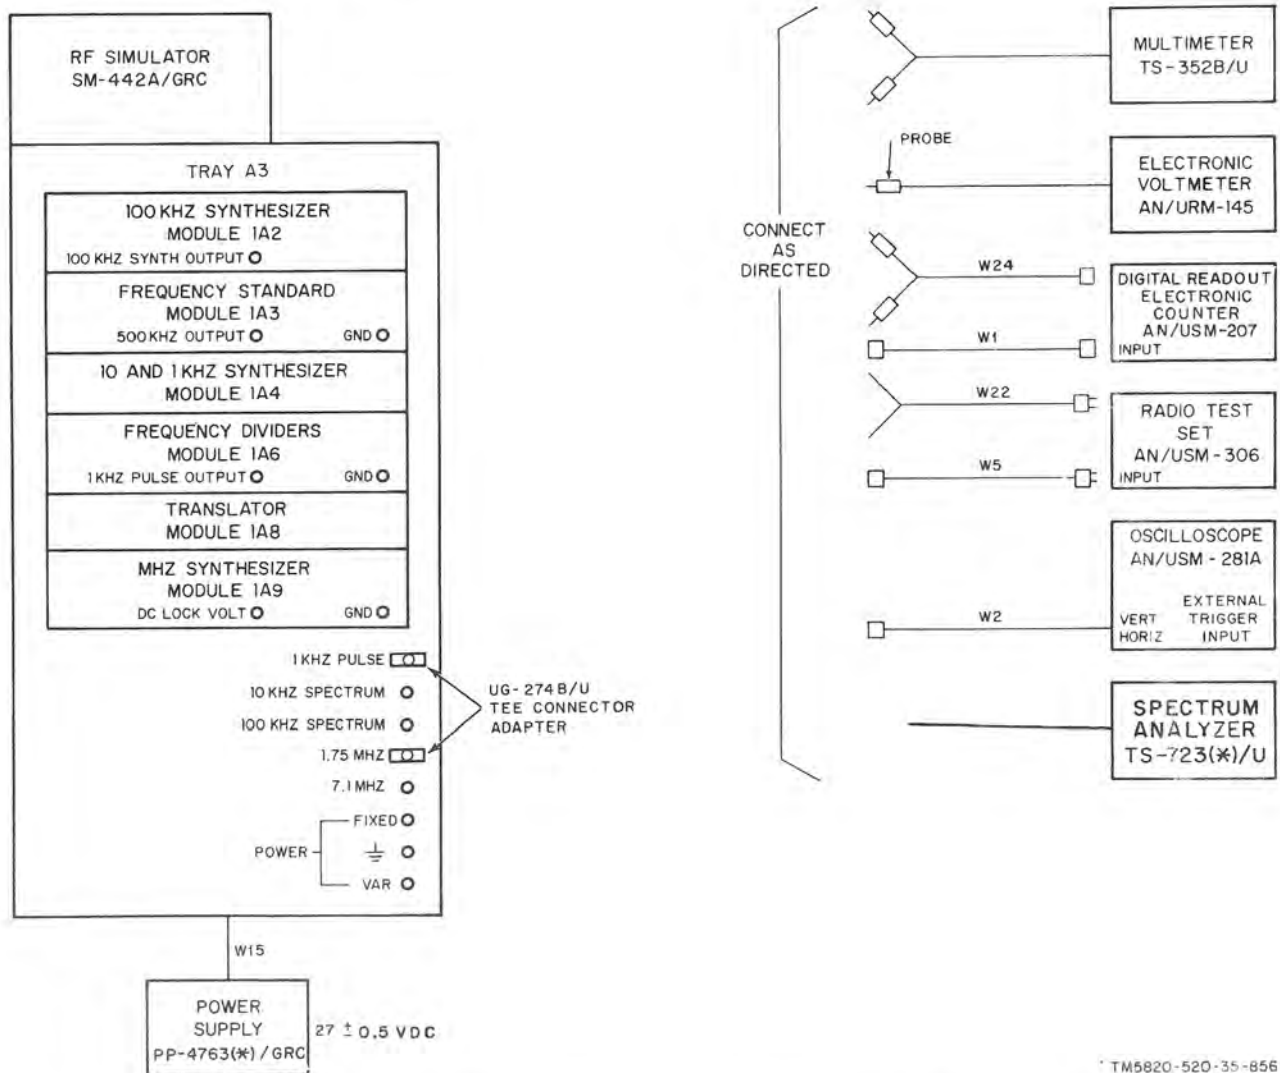 RF SIMULATOR
SM-442A/GRC
TRAY A3
100 KHZ SYNTHESIZER
MODULE 1A2
100 KHZ SYNTH OUTPUT
FREQUENCY STANDARD
MODULE 1A3
500 KHZ OUTPUT
GND
10 AND 1 KHZ SYNTHESIZER
MODULE 1A4
FREQUENCY DIVIDERS
MODULE 1A6
1 KHZ PULSE OUTPUT
GND
TRANSLATOR
MODULE 1A8
MHZ SYNTHESIZER
MODULE 1A9
DC LOCK VOLT
GND
1 KHZ PULSE
10 KHZ SPECTRUM
100 KHZ SPECTRUM
1.75 MHZ
7.1 MHZ
POWER
FIXED
VAR
UG-274B/U
TEE CONNECTOR
ADAPTER
W15
POWER
SUPPLY
PP-4763(*)/GRC
27 ± 0.5 VDC
CONNECT
AS
DIRECTED
MULTIMETER
TS-352B/U
PROBE
ELECTRONIC
VOLTMETER
AN/URM-145
W24
W1
DIGITAL READOUT
ELECTRONIC
COUNTER
AN/USM-207
INPUT
W22
W5
RADIO TEST
SET
AN/USM-306
INPUT
W2
OSCILLOSCOPE
AN/USM-281A
VERT
HORIZ
EXTERNAL
TRIGGER
INPUT
SPECTRUM
ANALYZER
TS-723(*)/U
TM5820-520-35-856